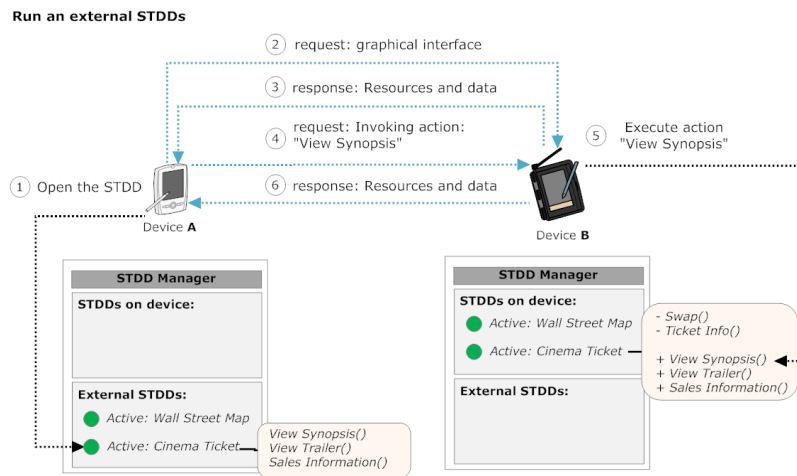 Run an external STDDs
2 request: graphical interface
3 response: Resources and data
4 request: Invoking action:
"View Synopsis"
5 Execute action
"View Synopsis"
1 Open the STDD
6 response: Resources and data
Device A
Device B
STDD Manager
STDDs on device:
External STDDs:
Active: Wall Street Map
Active: Cinema Ticket
View Synopsis()
View Trailer()
Sales Information()
STDD Manager
STDDs on device:
Active: Wall Street Map
Active: Cinema Ticket
- Swap()
- Ticket Info()
+ View Synopsis()
+ View Trailer()
+ Sales Information()
External STDDs: